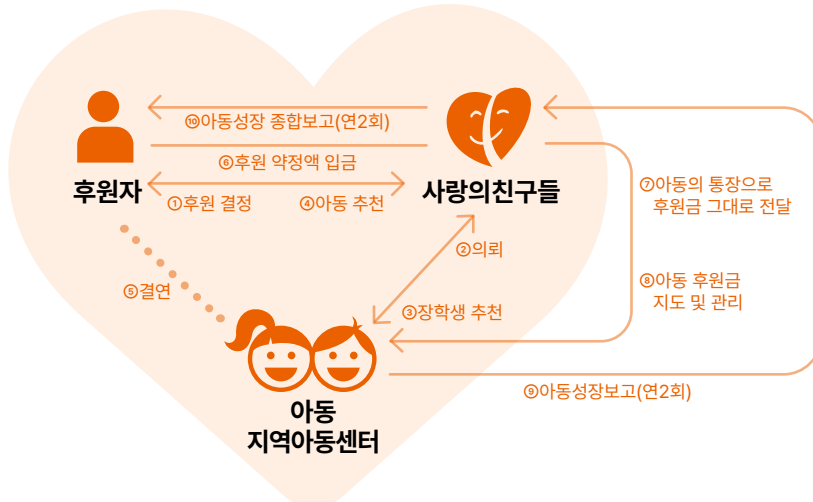 ⑩아동성장 종합보고(연2회)
⑥후원 약정액 입금
후원자
①후원 결정
④아동 추천
사랑의친구들
⑦아동의 통장으로
후원금 그대로 전달
②의뢰
⑧아동 후원금
지도 및 관리
⑤결연
③장학생 추천
⑨아동성장보고(연2회)
아동
지역아동센터